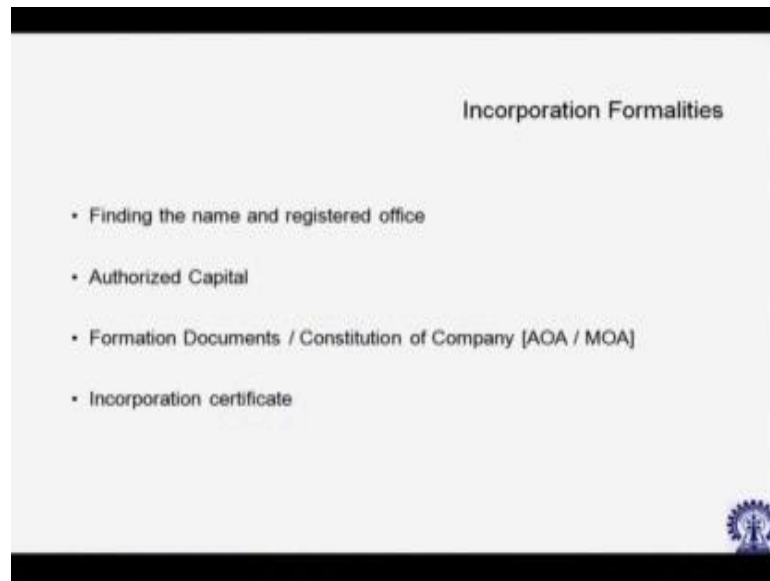 Incorporation Formalities
• Finding the name and registered office
• Authorized Capital
• Formation Documents / Constitution of Company [AOA / MOA]
• Incorporation certificate